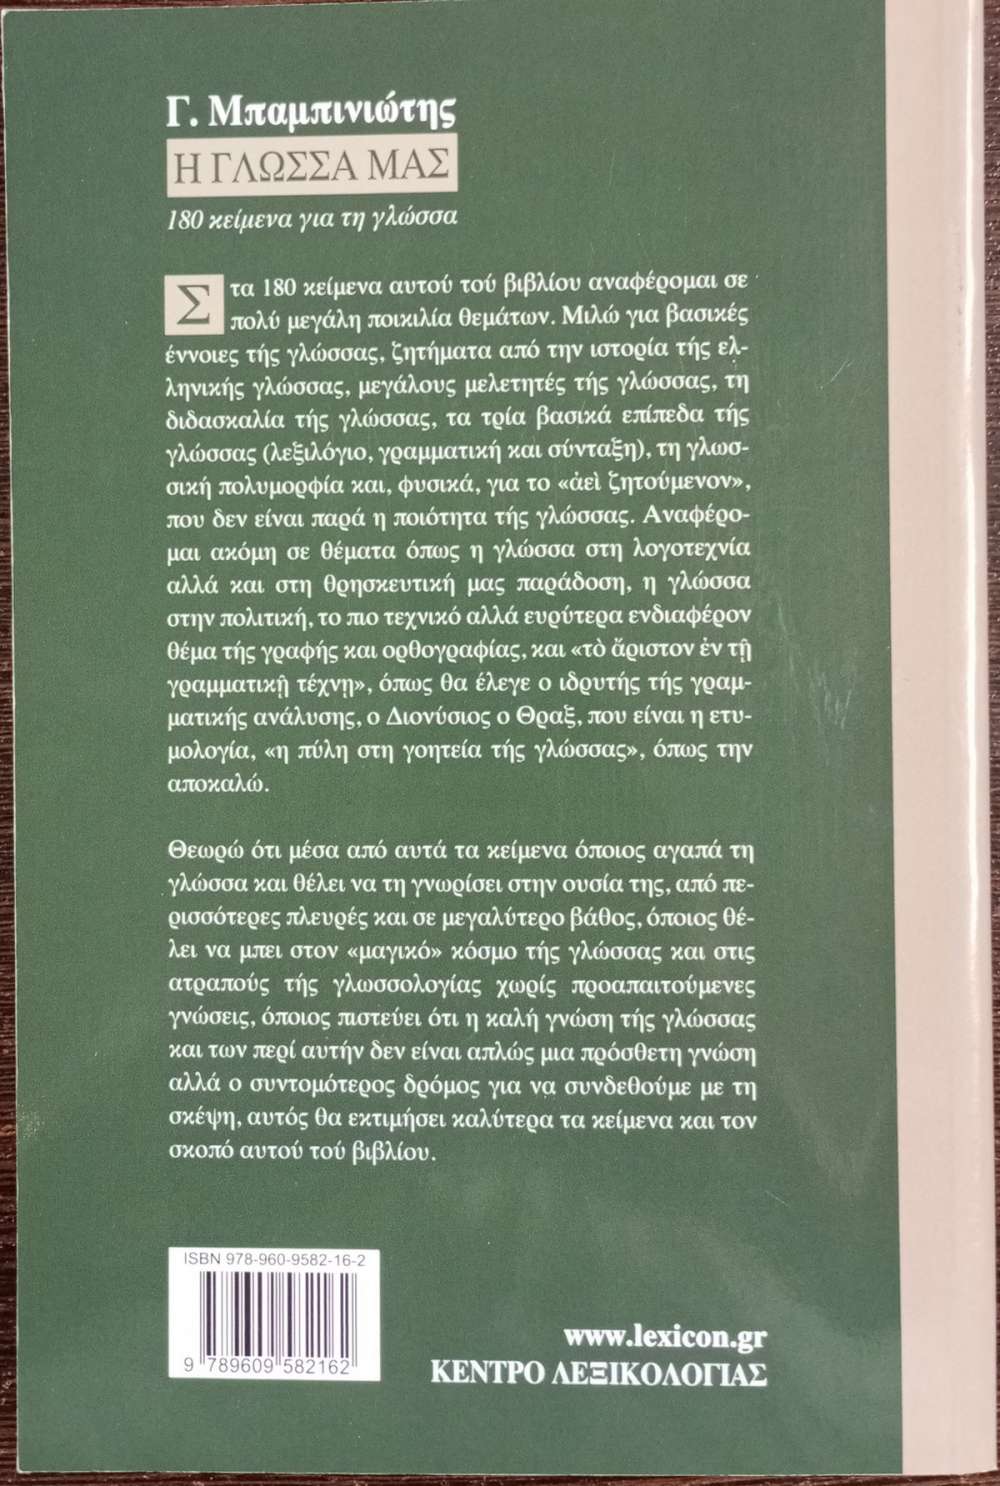 Γ. Μπαμπινιώτης
Η ΓΛΩΣΣΑ ΜΑΣ
180 κείμενα για τη γλώσσα
Στα 180 κείμενα αυτού τού βιβλίου αναφέρομαι σε
πολύ μεγάλη ποικιλία θεμάτων. Μιλώ για βασικές
έννοιες τής γλώσσας, ζητήματα από την ιστορία τής ελ-
ληνικής γλώσσας, μεγάλους μελετητές τής γλώσσας, τη
διδασκαλία τής γλώσσας, τα τρία βασικά επίπεδα τής
γλώσσας (λεξιλόγιο, γραμματική και σύνταξη), τη γλωσ-
σική πολυμορφία και, φυσικά, για το «ἀεὶ ζητούμενον»,
που δεν είναι παρά η ποιότητα τής γλώσσας. Αναφέρο-
μαι ακόμη σε θέματα όπως η γλώσσα στη λογοτεχνία
αλλά και στη θρησκευτική μας παράδοση, η γλώσσα
στην πολιτική, το πιο τεχνικό αλλά ευρύτερα ενδιαφέρον
θέμα τής γραφής και ορθογραφίας, και «τὸ ἄριστον ἐν τῇ
γραμματικῇ τέχνῃ», όπως θα έλεγε ο ιδρυτής τής γραμ-
ματικής ανάλυσης, ο Διονύσιος ο Θραξ, που είναι η ετυ-
μολογία, «η πύλη στη γοητεία τής γλώσσας», όπως την
αποκαλώ.
Θεωρώ ότι μέσα από αυτά τα κείμενα όποιος αγαπά τη
γλώσσα και θέλει να τη γνωρίσει στην ουσία της, από πε-
ρισσότερες πλευρές και σε μεγαλύτερο βάθος, όποιος θέ-
λει να μπει στον «μαγικό» κόσμο τής γλώσσας και στις
ατραπούς τής γλωσσολογίας χωρίς προαπαιτούμενες
γνώσεις, όποιος πιστεύει ότι η καλή γνώση τής γλώσσας
και των περί αυτήν δεν είναι απλώς μια πρόσθετη γνώση
αλλά ο συντομότερος δρόμος για να συνδεθούμε με τη
σκέψη, αυτός θα εκτιμήσει καλύτερα τα κείμενα και τον
σκοπό αυτού τού βιβλίου.
ISBN 978-960-9582-16-2
9 789609 582162
www.lexicon.gr
ΚΕΝΤΡΟ ΛΕΞΙΚΟΛΟΓΙΑΣ